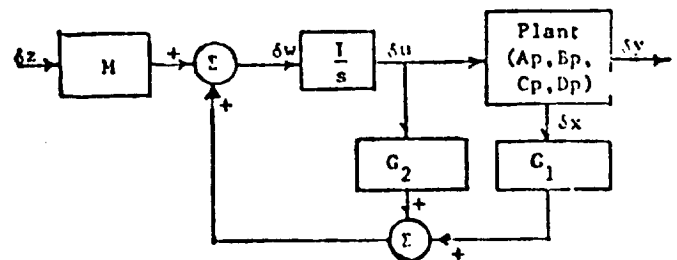 δz
M
+
Σ
+
δw
I
s
δu
Plant
(Ap,Bp,
Cp,Dp)
δy
δx
G2
G1
+
Σ
+